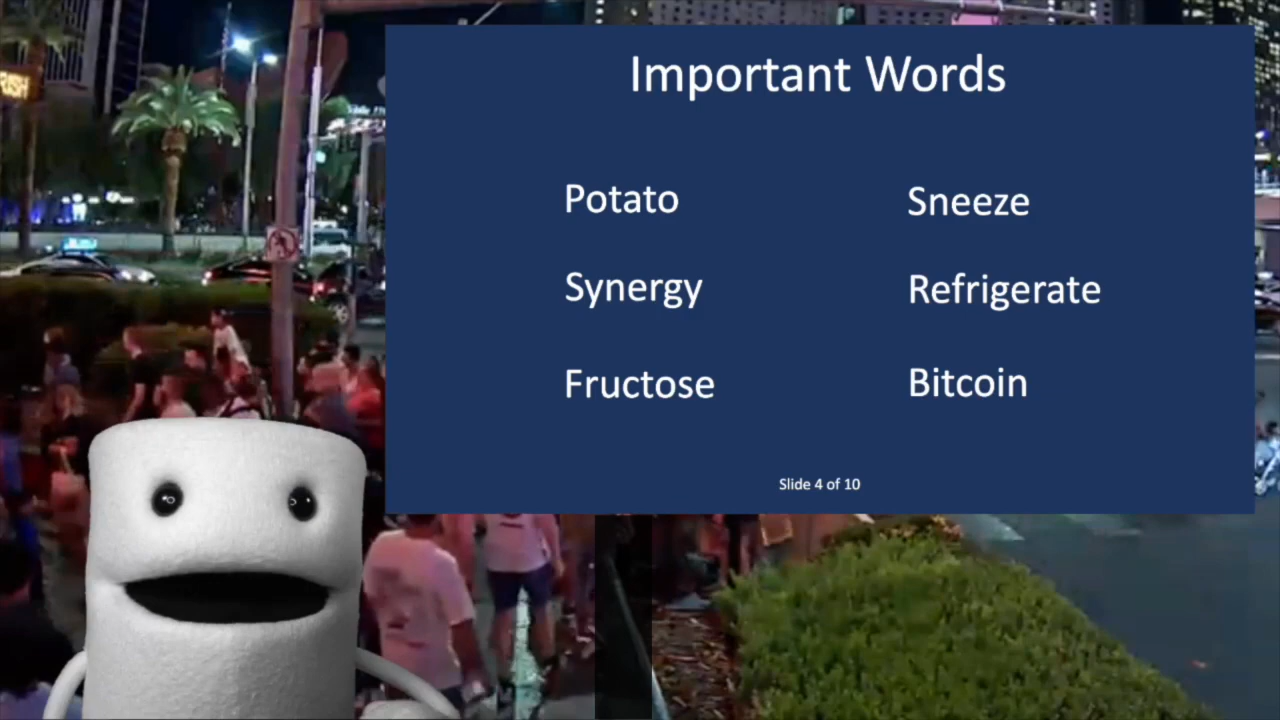 Important Words
Potato
Sneeze
Synergy
Refrigerate
Fructose
Bitcoin
Slide 4 of 10